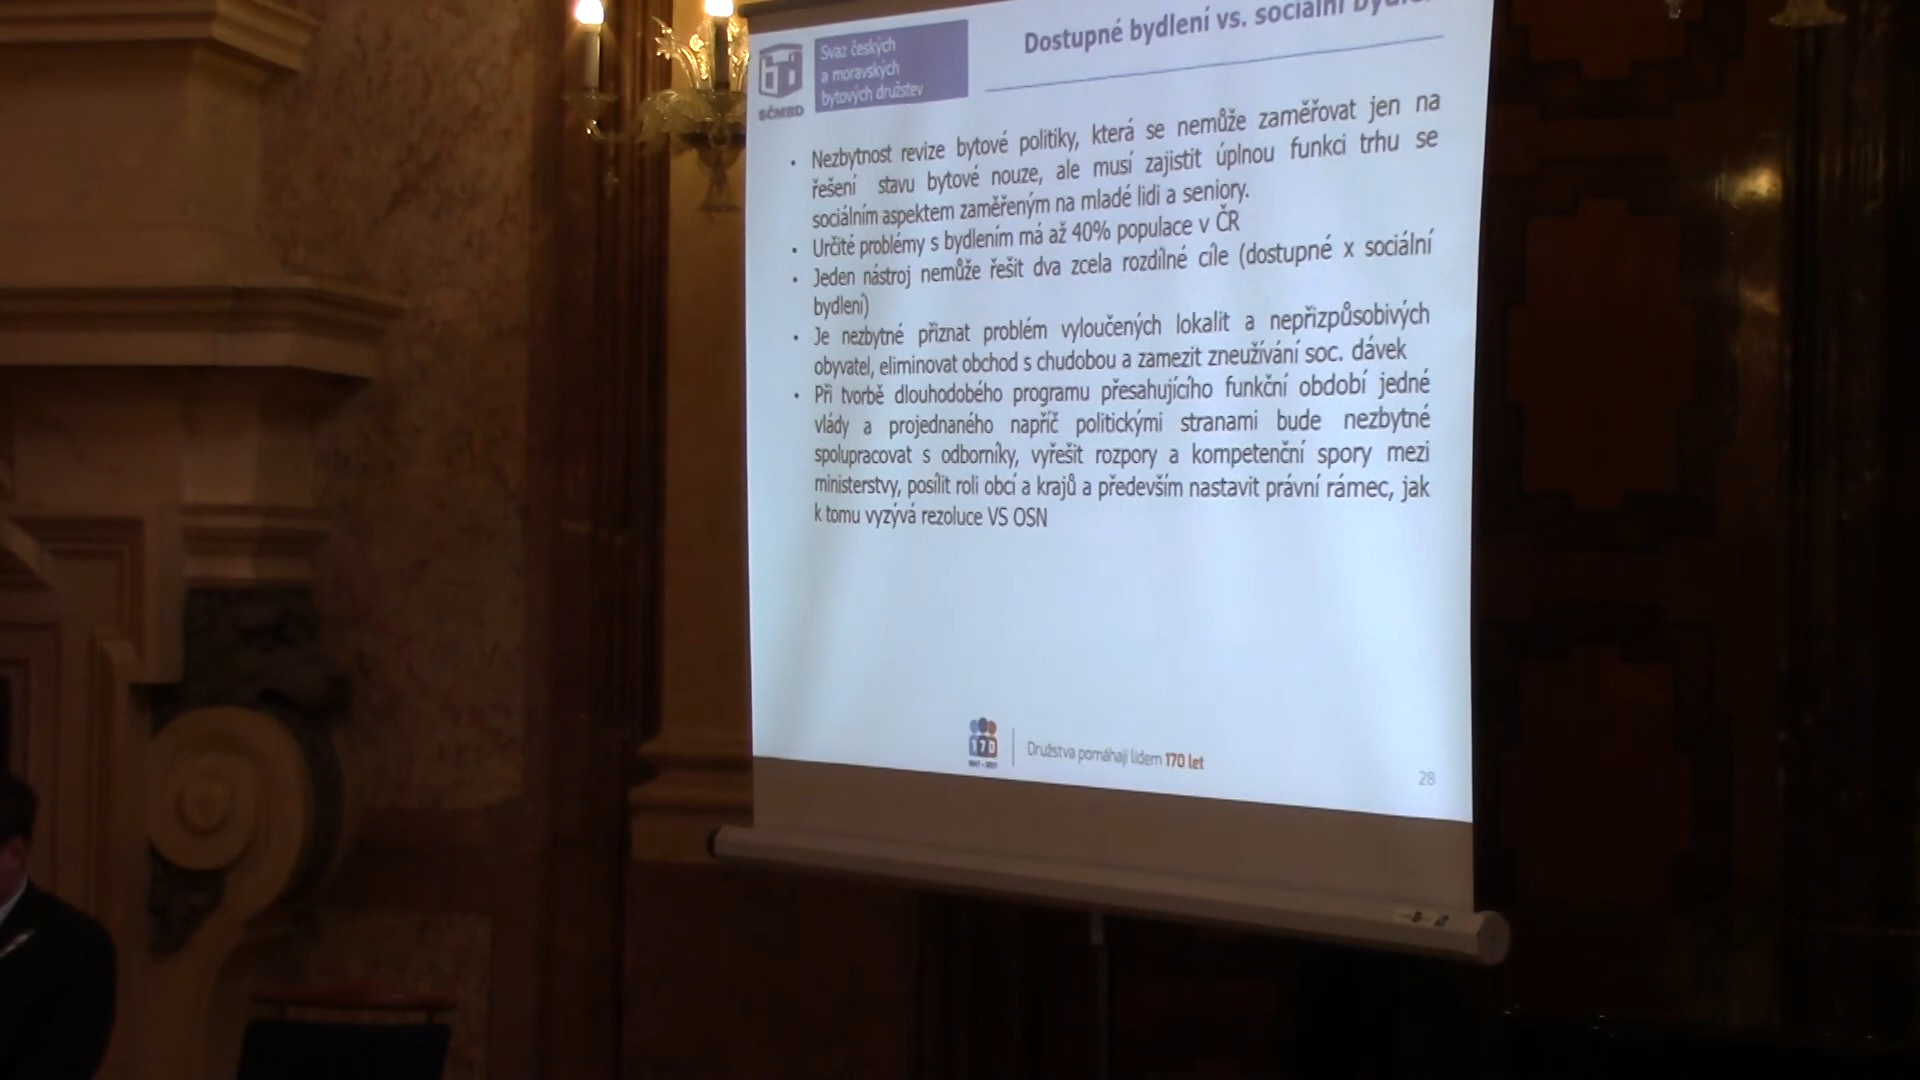 Dostupné bydlení vs. sociální
Svaz českých
a moravských
bytových družstev
SČMBD
• Nezbytnost revize bytové politiky, která se nemůže zaměřovat jen na
řešení stavu bytové nouze, ale musí zajistit úplnou funkci trhu se
sociálním aspektem zaměřeným na mladé lidi a seniory.
• Určité problémy s bydlením má až 40% populace v ČR
• Jeden nástroj nemůže řešit dva zcela rozdílné cíle (dostupné x sociální
bydlení)
• Je nezbytné přiznat problém vyloučených lokalit a nepřizpůsobivých
obyvatel, eliminovat obchod s chudobou a zamezit zneužívání soc. dávek
• Při tvorbě dlouhodobého programu přesahujícího funkční období jedné
vlády a projednaného napříč politickými stranami bude nezbytné
spolupracovat s odborníky, vyřešit rozpory a kompetenční spory mezi
ministerstvy, posílit roli obcí a krajů a především nastavit právní rámec, jak
k tomu vyzývá rezoluce VS OSN
170
Družstva pomáhají lidem 170 let
28